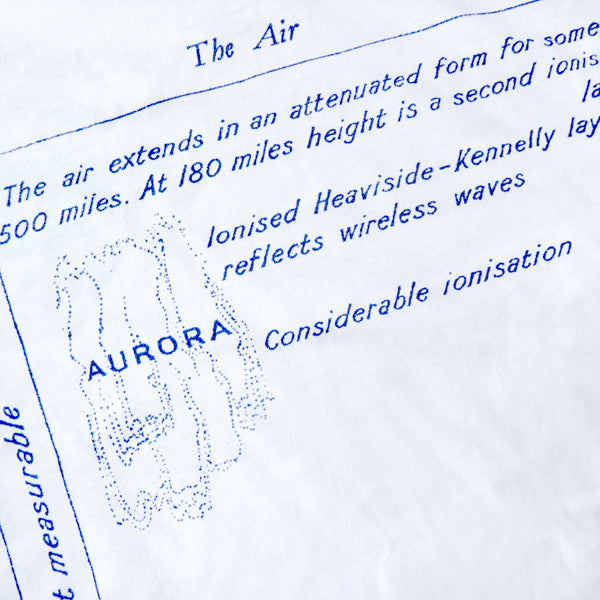 The Air
The air extends in an attenuated form for some
500 miles. At 180 miles height is a second ionis
la
Ionised Heaviside-Kennelly lay
reflects wireless waves
AURORA
Considerable ionisation
t measurable